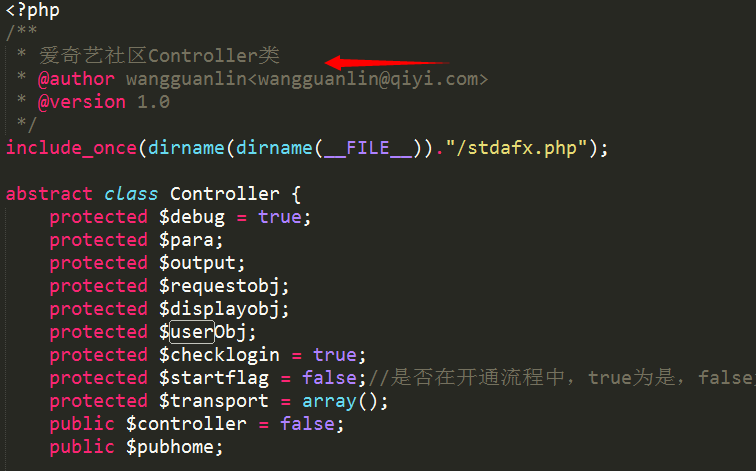 <?php
/**
 * 爱奇艺社区Controller类
 * @author wangguanlin<wangguanlin@qiyi.com>
 * @version 1.0
 */
include_once(dirname(dirname(__FILE__))."/stdafx.php");
abstract class Controller {
    protected $debug = true;
    protected $para;
    protected $output;
    protected $requestobj;
    protected $displayobj;
    protected $userObj;
    protected $checklogin = true;
    protected $startflag = false;//是否在开通流程中，true为是，false
    protected $transport = array();
    public $controller = false;
    public $pubhome;